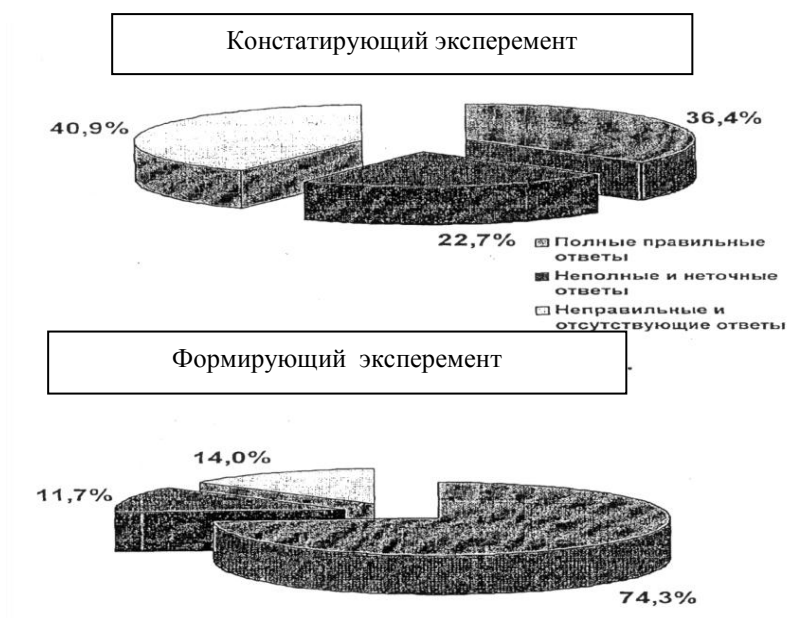 Констатирующий эксперемент
40,9%
36,4%
22,7%
Полные правильные
ответы
Неполные и неточные
ответы
Неправильные и
отсутствующие ответы
Формирующий эксперемент
14,0%
11,7%
74,3%